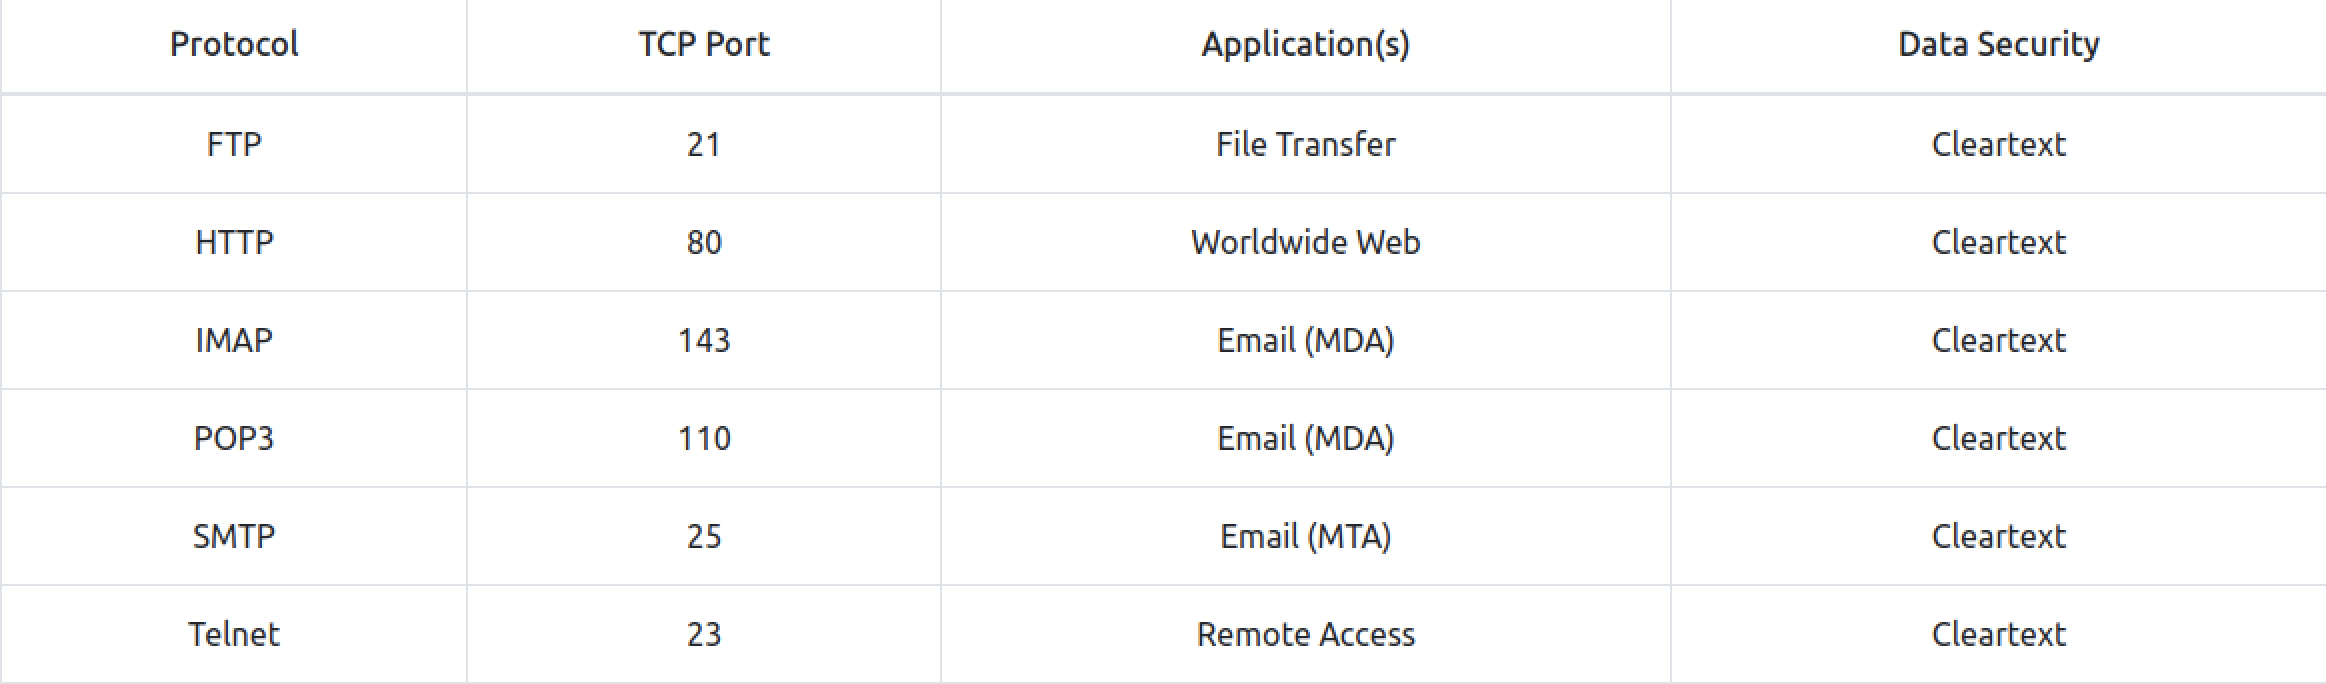 Protocol TCP Port Application(s) Data Security
FTP 21 File Transfer Cleartext
HTTP 80 Worldwide Web Cleartext
IMAP 143 Email (MDA) Cleartext
POP3 110 Email (MDA) Cleartext
SMTP 25 Email (MTA) Cleartext
Telnet 23 Remote Access Cleartext